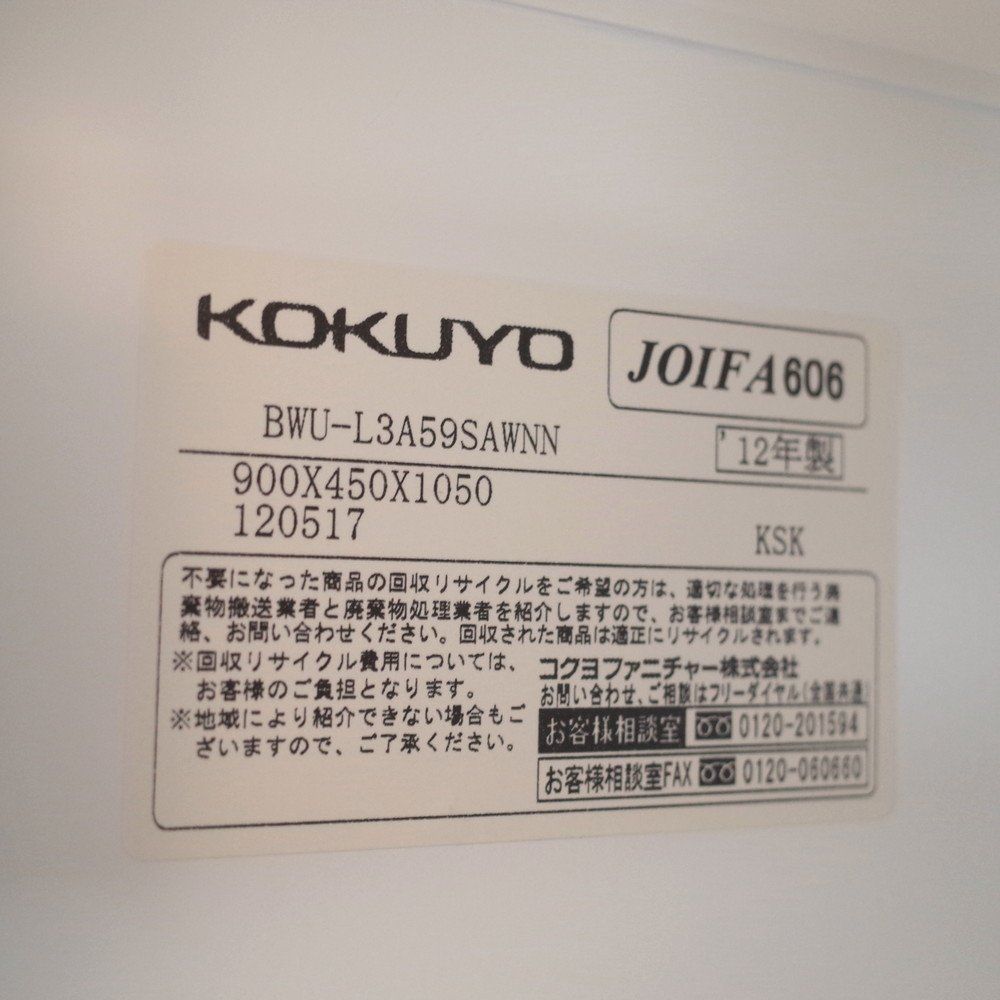 KOKUYO
JOIFA606
BWU-L3A59SAWNN
'12年製
900X450X1050
120517
KSK
不要になった商品の回収リサイクルをご希望の方は、適切な処理を行う廃
棄物搬送業者と廃棄物処理業者を紹介しますので、お客様相談室までご連
絡、お問い合わせください。回収された商品は適正にリサイクルされます。
※回収リサイクル費用については、
お客様のご負担となります。
※地域により紹介できない場合もご
ざいますので、ご了承ください。
コクヨファニチャー株式会社
お問い合わせ、ご相談はフリーダイヤル(全国共通)
お客様相談室 0120-201594
お客様相談室FAX 0120-060660